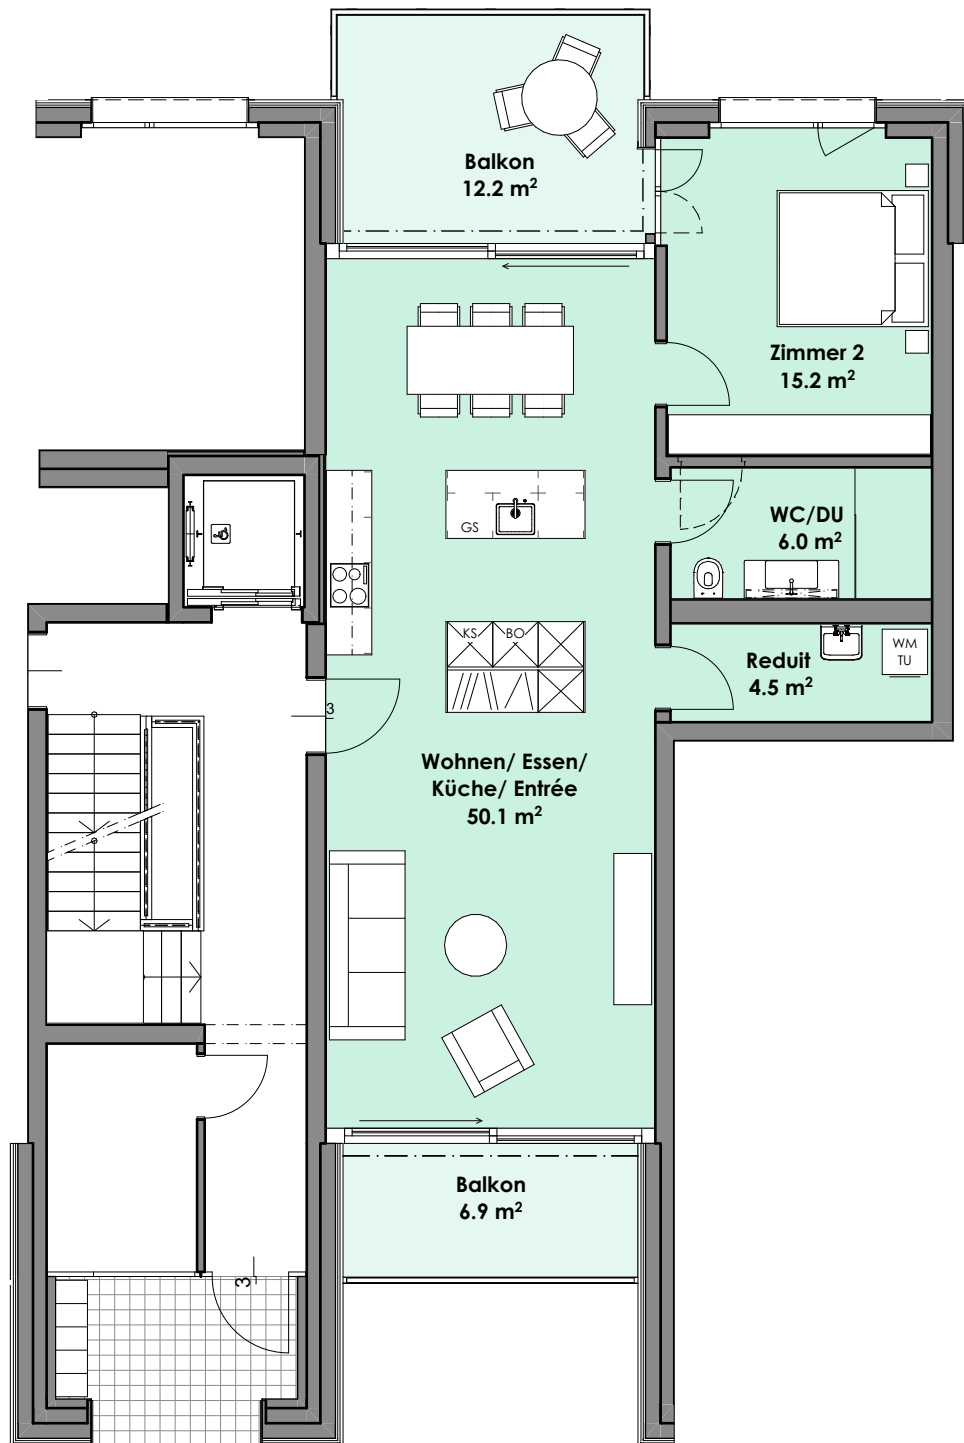 Balkon
12.2 m²
Zimmer 2
15.2 m²
GS
WC/DU
6.0 m²
KS
BO
Reduit
4.5 m²
WM
TU
3
Wohnen/ Essen/
Küche/ Entrée
50.1 m²
Balkon
6.9 m²
3